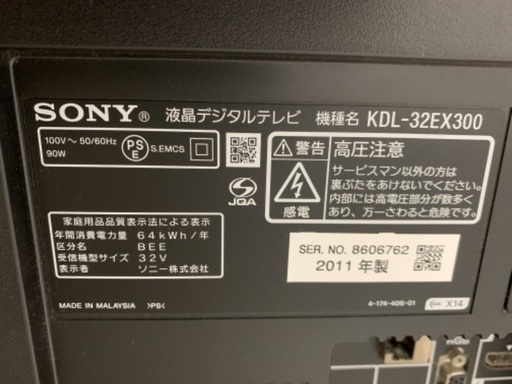 SONY® 液晶デジタルテレビ 機種名 KDL-32EX300
100V～ 50/60Hz
90W
PS
E
S.EMCS
JQA
警告 高圧注意
サービスマン以外の方は
裏ぶたをあけないでください。
内部には高電圧部分が数多く
あり、万一さわると危険です。
感電
家庭用品品質表示法による表示
年間消費電力量 64kWh/年
区分名 BEE
受信機型サイズ 32V
表示者 ソニー株式会社
SER. NO. 8606762
2011 年製
MADE IN MALAYSIA >PS<
4-174-406-01
X14